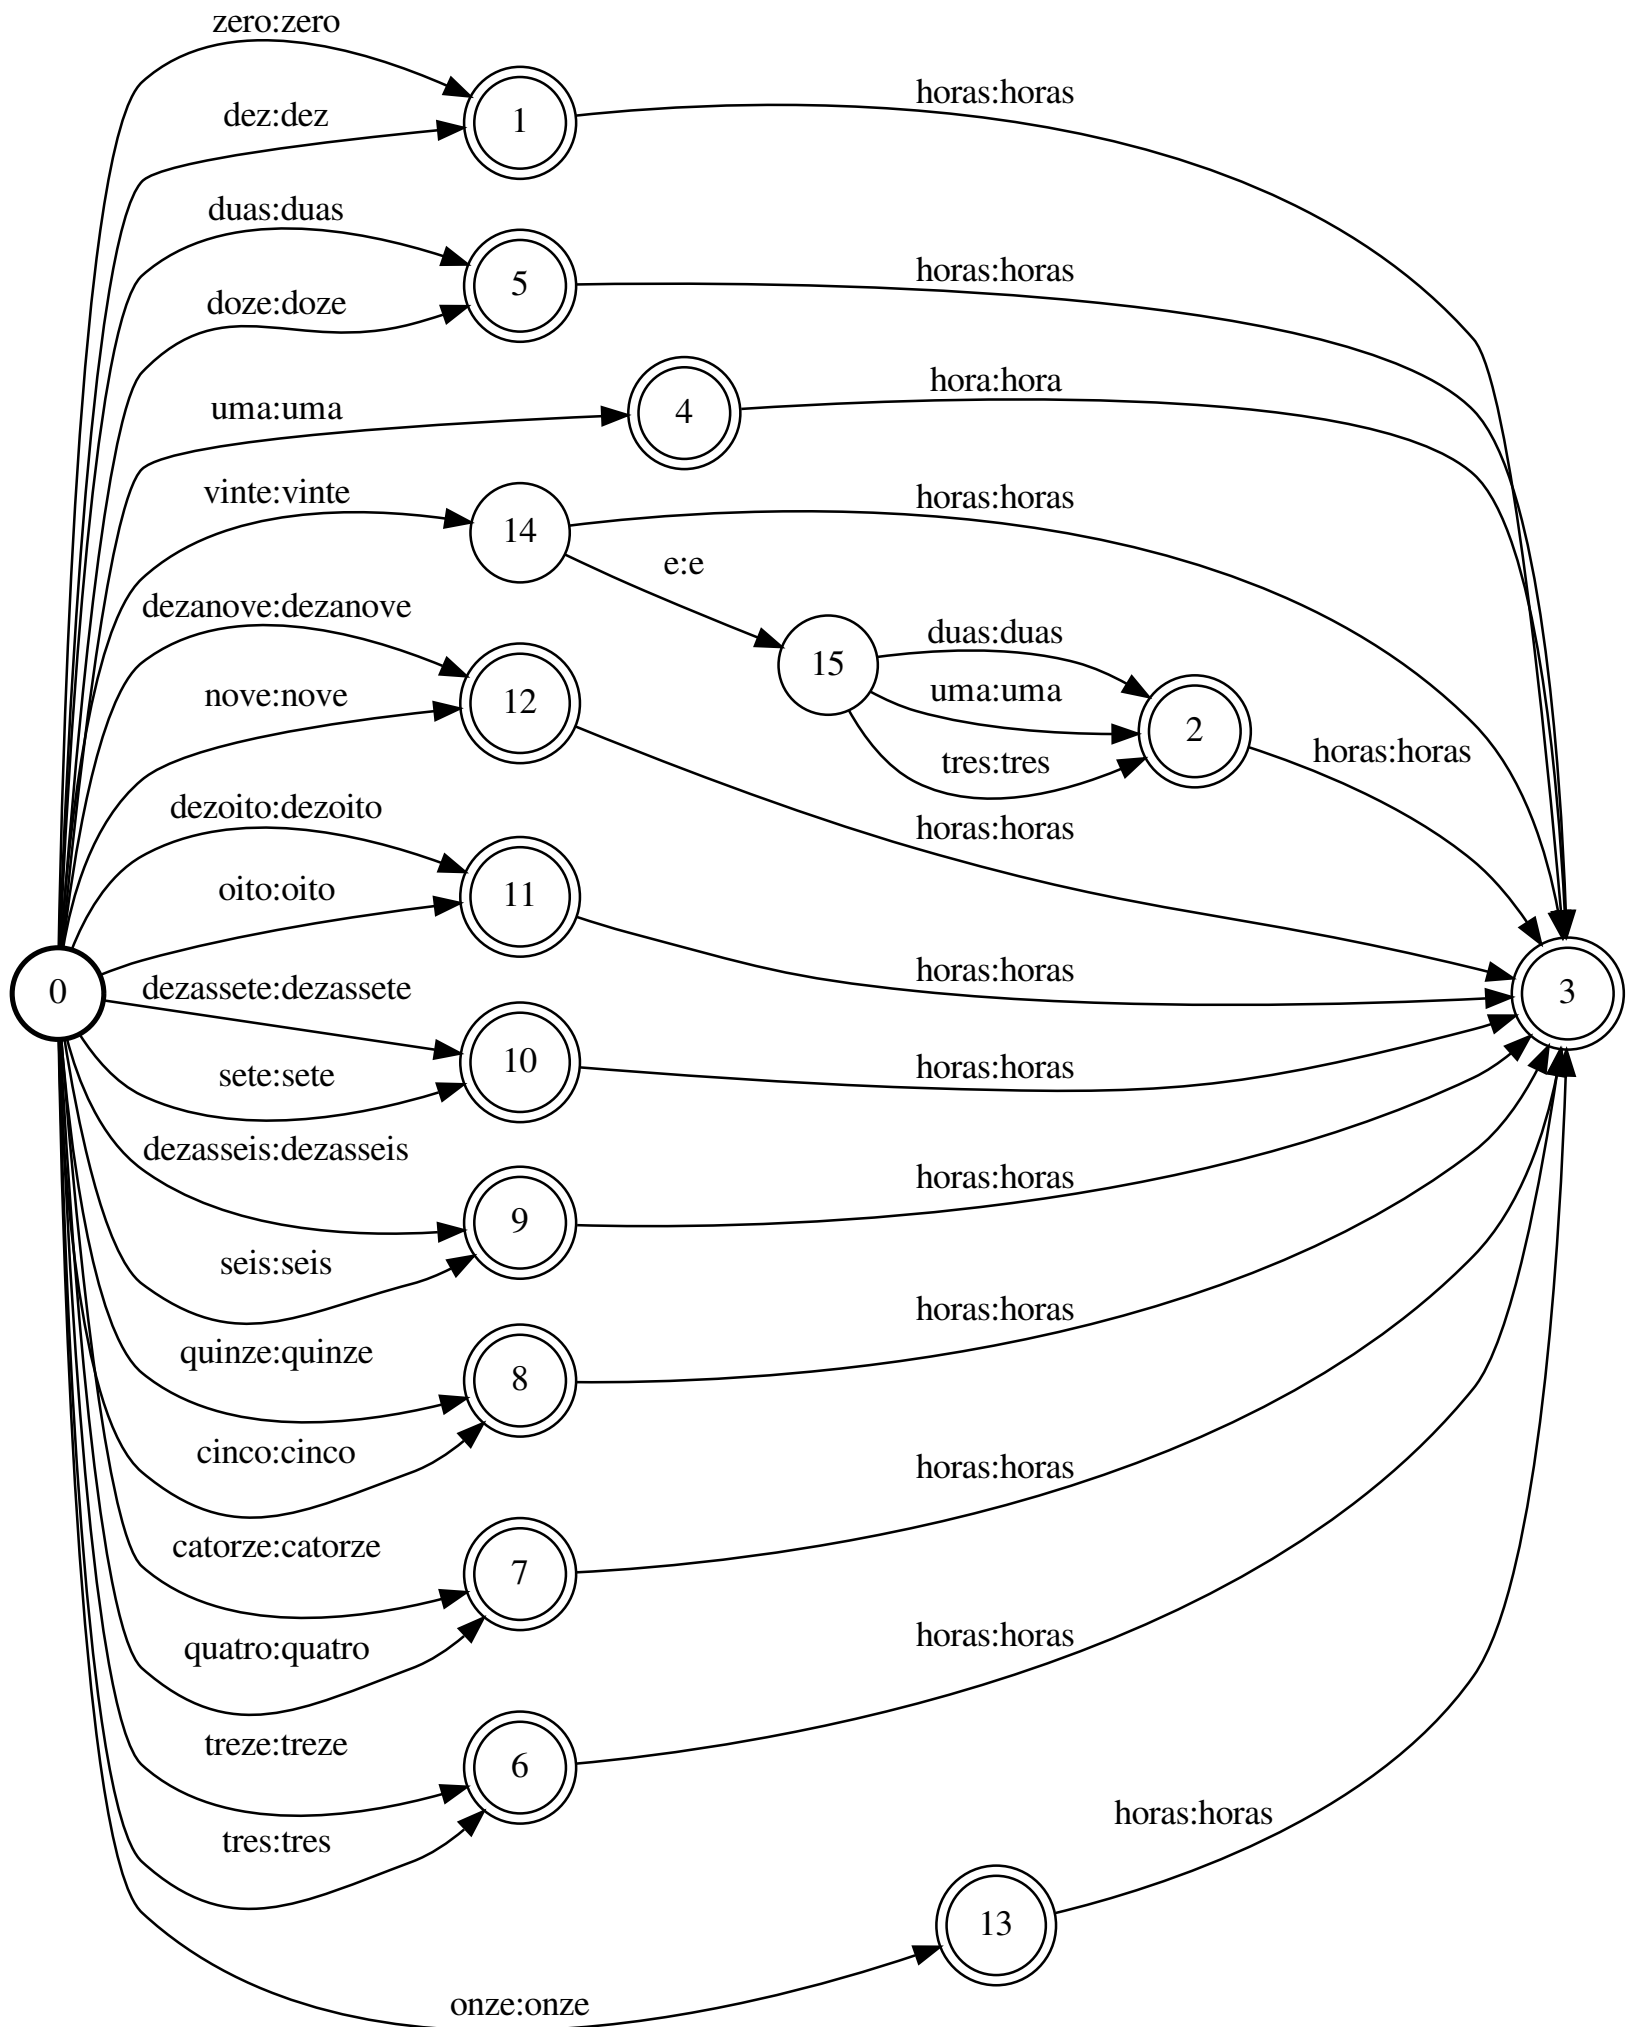 zero:zero
dez:dez
1
horas:horas
duas:duas
doze:doze
5
horas:horas
uma:uma
4
hora:hora
vinte:vinte
14
horas:horas
e:e
15
duas:duas
uma:uma
tres:tres
2
horas:horas
dezanove:dezanove
nove:nove
12
horas:horas
dezoito:dezoito
oito:oito
11
horas:horas
0
dezassete:dezassete
sete:sete
10
horas:horas
3
dezasseis:dezasseis
seis:seis
9
horas:horas
quinze:quinze
cinco:cinco
8
horas:horas
catorze:catorze
quatro:quatro
7
horas:horas
treze:treze
tres:tres
6
horas:horas
onze:onze
13
horas:horas